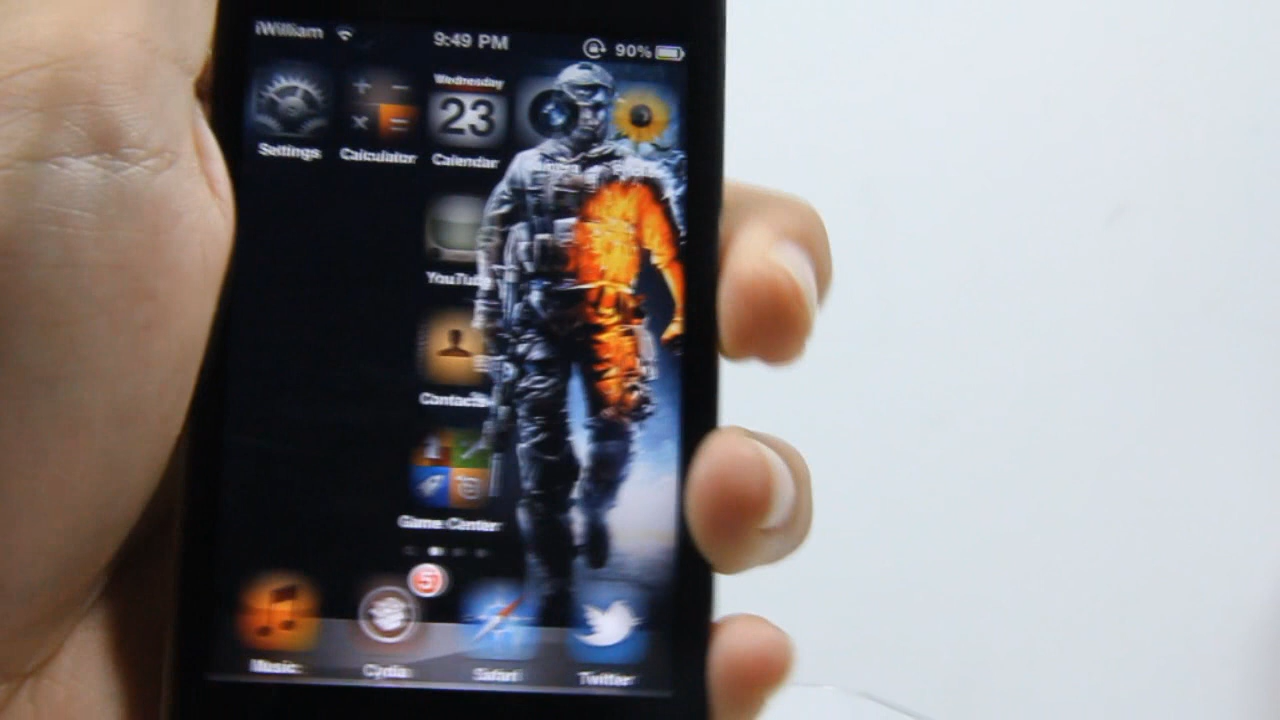 iWilliam 9:49 PM 90%
Wednesday
23
Settings Calculator Calendar
YouTube
Contacts
Game Center
5
Music Cydia Safari Twitter